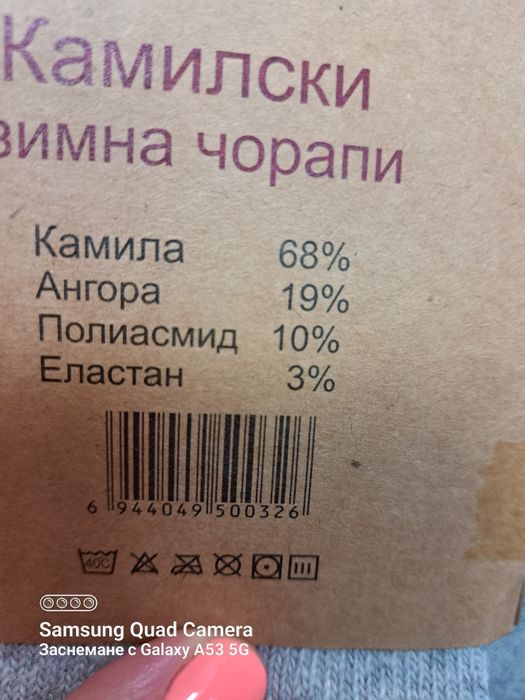 Камилски
зимна чорапи
Камила 68%
Ангора 19%
Полиасмид 10%
Еластан 3%
6 944049 500326
40C
Samsung Quad Camera
Заснемане с Galaxy A53 5G